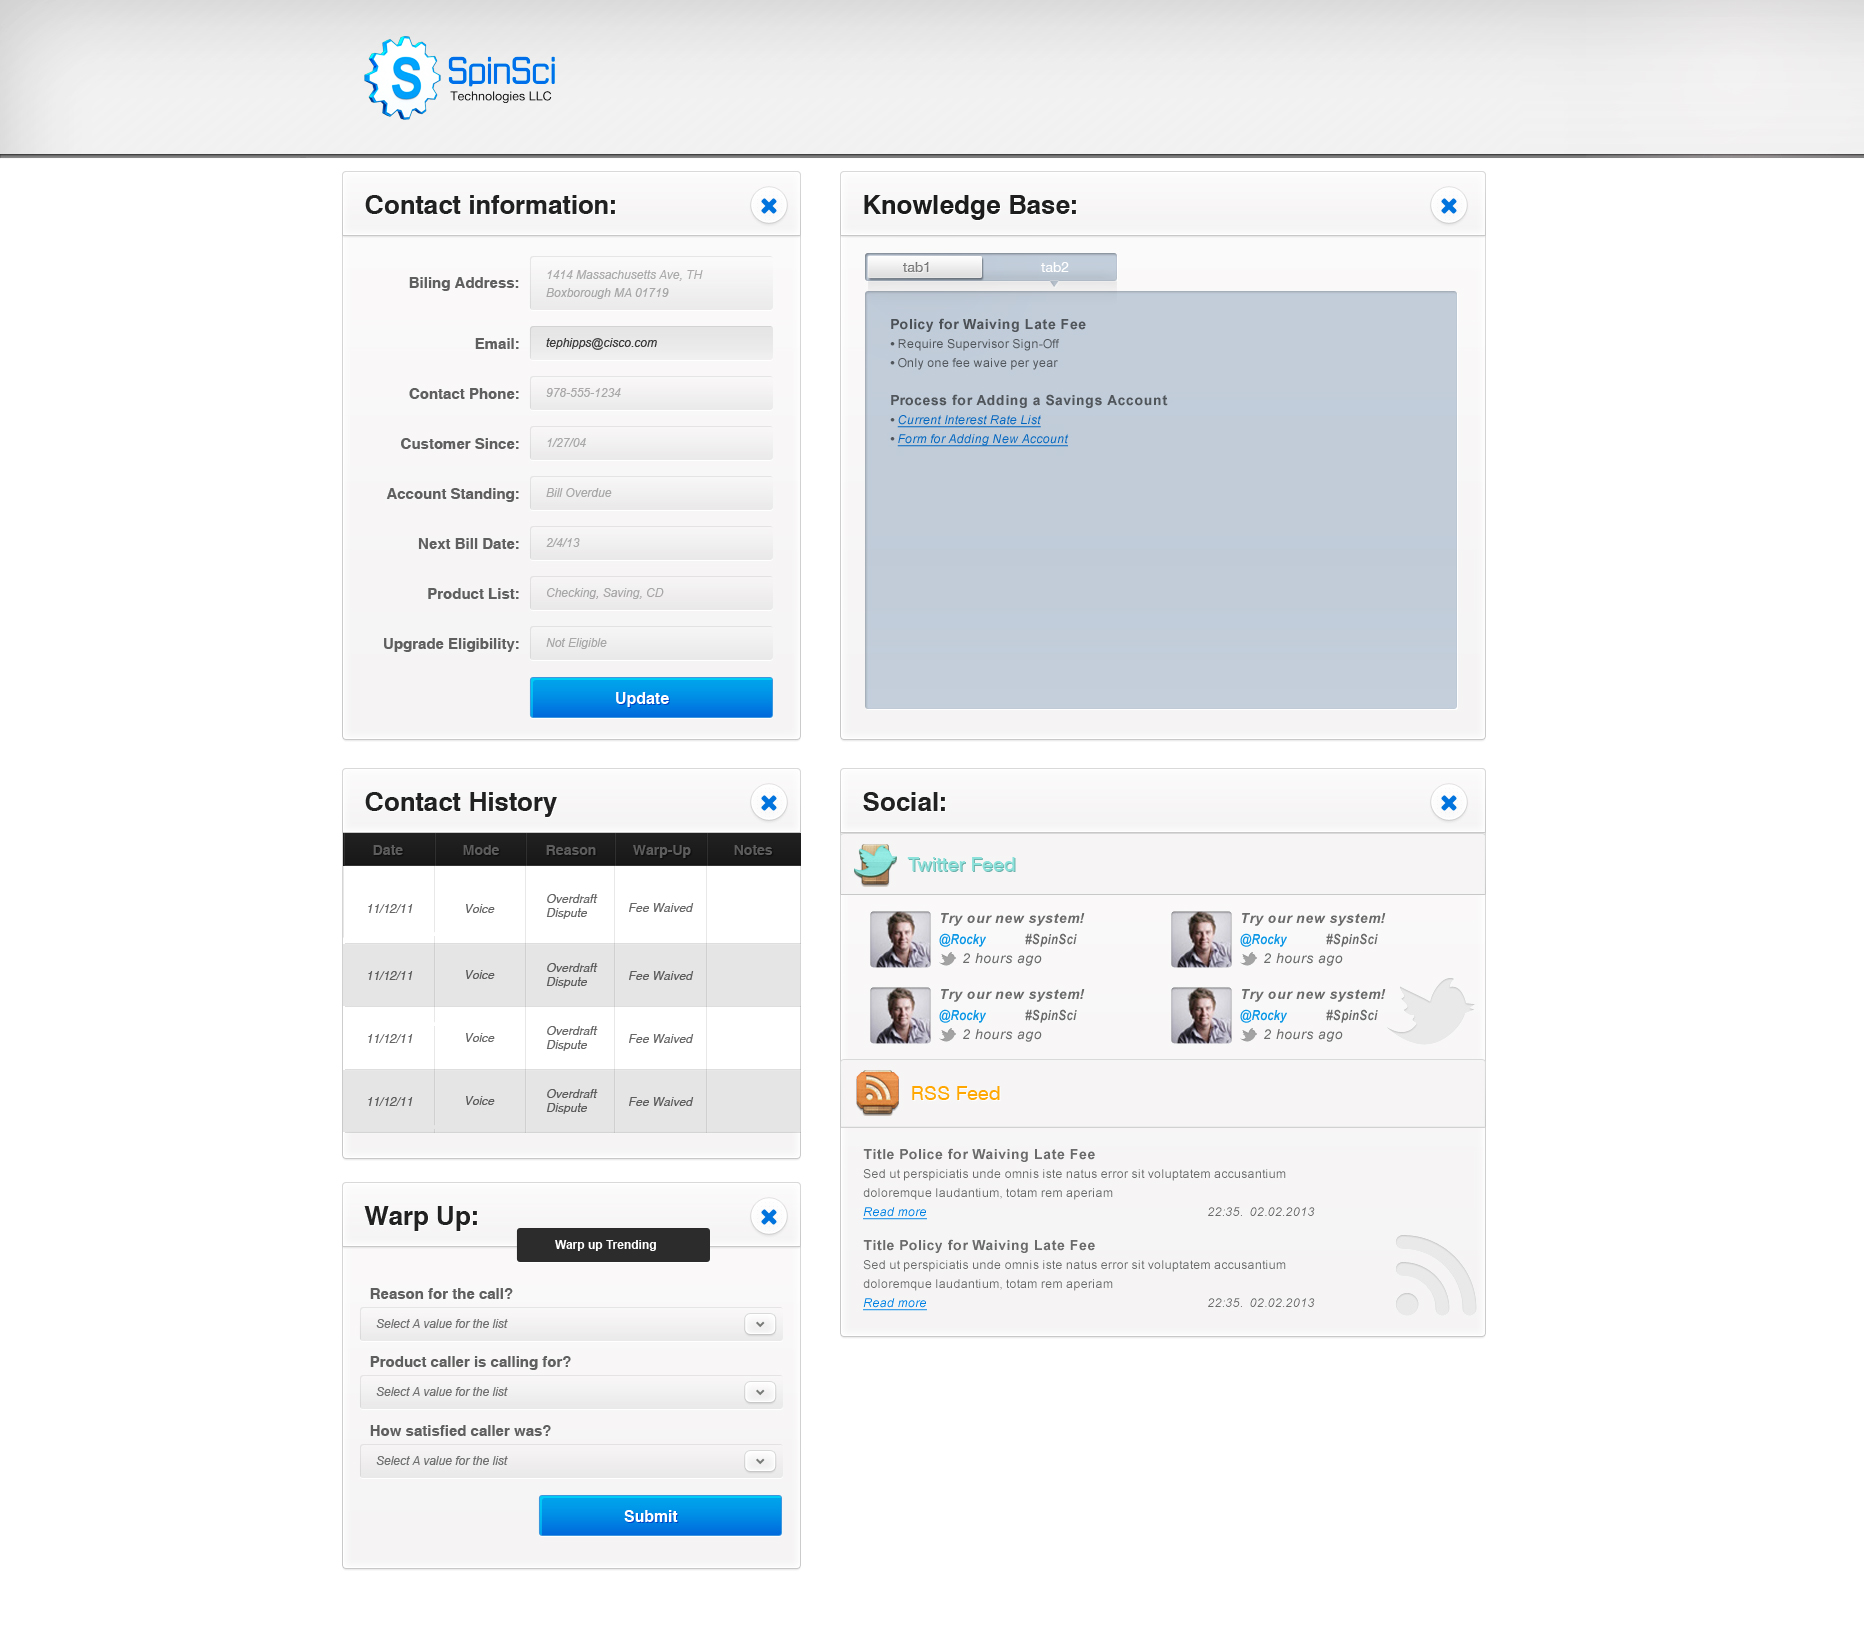 S
SpinSci
Technologies LLC
Contact information:
Biling Address:
1414 Massachusetts Ave, TH
Boxborough MA 01719
Email:
tephipps@cisco.com
Contact Phone:
978-555-1234
Customer Since:
1/27/04
Account Standing:
Bill Overdue
Next Bill Date:
2/4/13
Product List:
Checking, Saving, CD
Upgrade Eligibility:
Not Eligible
Update
Knowledge Base:
tab1 tab2
Policy for Waiving Late Fee
• Require Supervisor Sign-Off
• Only one fee waive per year
Process for Adding a Savings Account
• Current Interest Rate List
• Form for Adding New Account
Contact History
Date Mode Reason Warp-Up Notes
11/12/11 Voice Overdraft Dispute Fee Waived
11/12/11 Voice Overdraft Dispute Fee Waived
11/12/11 Voice Overdraft Dispute Fee Waived
11/12/11 Voice Overdraft Dispute Fee Waived
Warp Up:
Warp up Trending
Reason for the call?
Select A value for the list
Product caller is calling for?
Select A value for the list
How satisfied caller was?
Select A value for the list
Submit
Social:
Twitter Feed
Try our new system!
@Rocky #SpinSci
2 hours ago
Try our new system!
@Rocky #SpinSci
2 hours ago
Try our new system!
@Rocky #SpinSci
2 hours ago
Try our new system!
@Rocky #SpinSci
2 hours ago
RSS Feed
Title Police for Waiving Late Fee
Sed ut perspiciatis unde omnis iste natus error sit voluptatem accusantium
doloremque laudantium, totam rem aperiam
Read more 22:35. 02.02.2013
Title Policy for Waiving Late Fee
Sed ut perspiciatis unde omnis iste natus error sit voluptatem accusantium
doloremque laudantium, totam rem aperiam
Read more 22:35. 02.02.2013